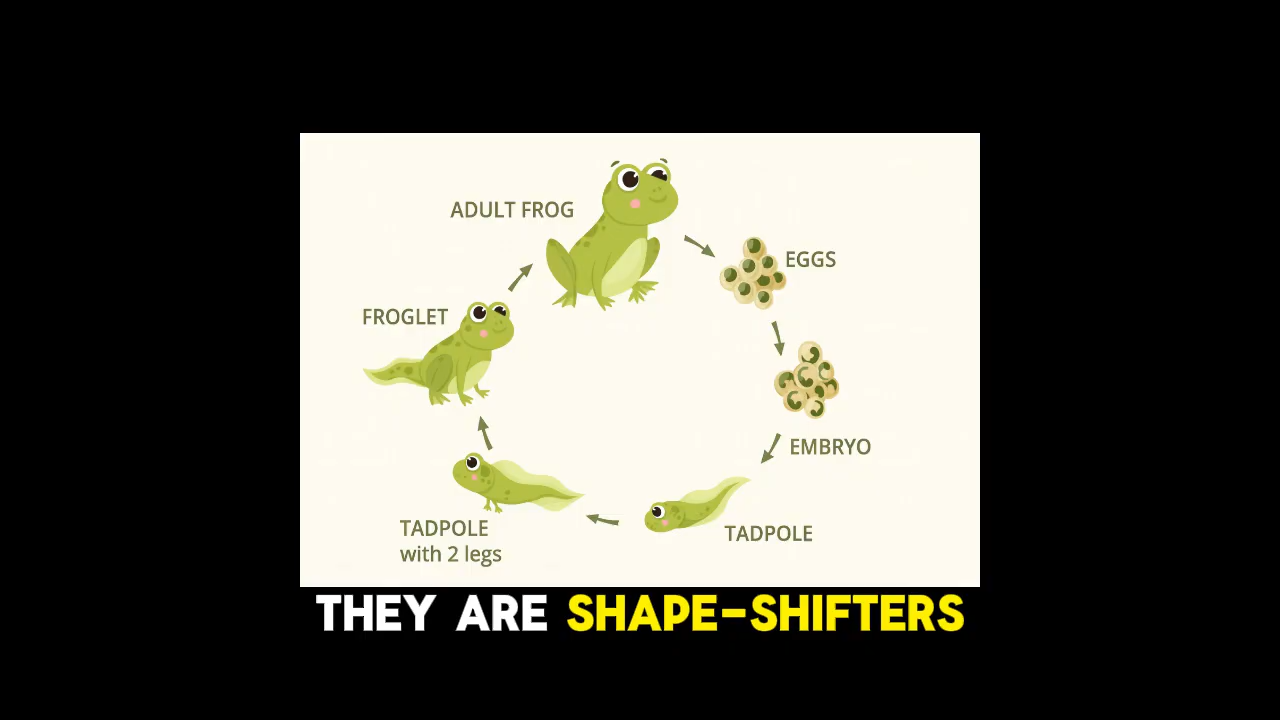 ADULT FROG
EGGS
FROGLET
EMBRYO
TADPOLE
with 2 legs
TADPOLE
THEY ARE SHAPE-SHIFTERS